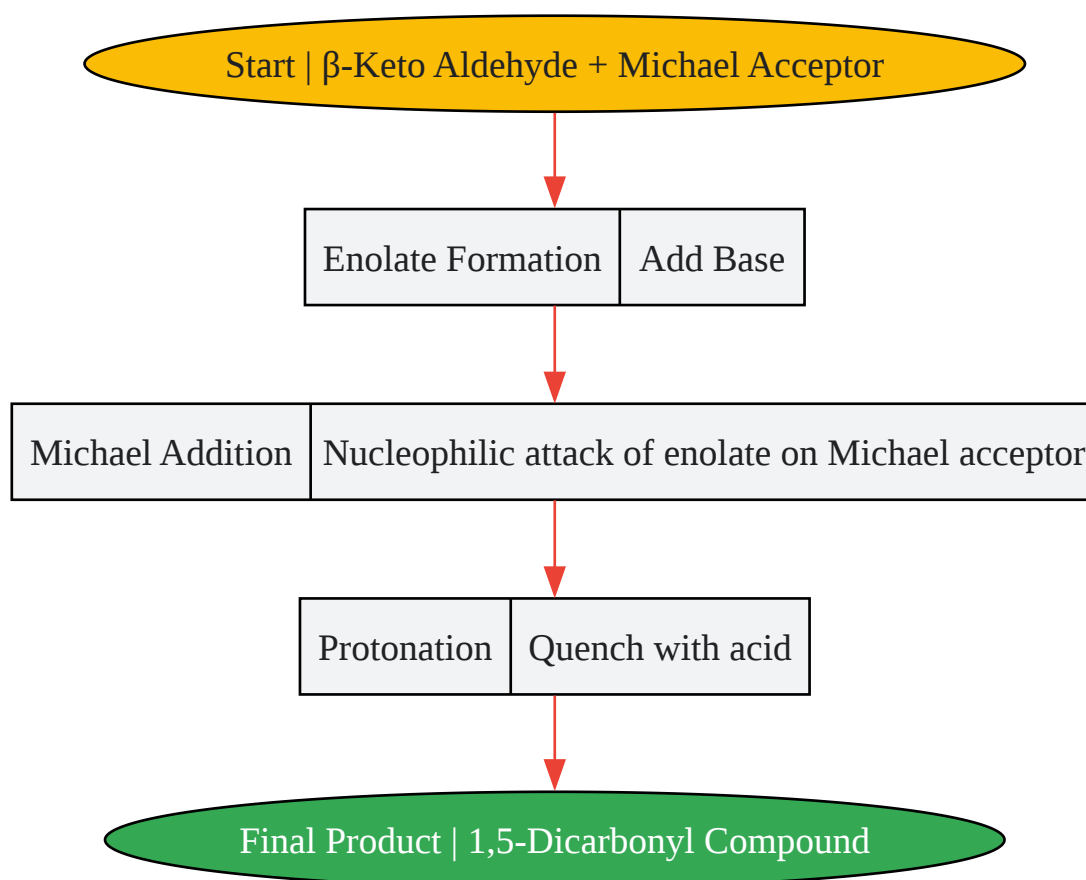 Start | β-Keto Aldehyde + Michael Acceptor
Enolate Formation
Add Base
Michael Addition
Nucleophilic attack of enolate on Michael acceptor
Protonation
Quench with acid
Final Product | 1,5-Dicarbonyl Compound